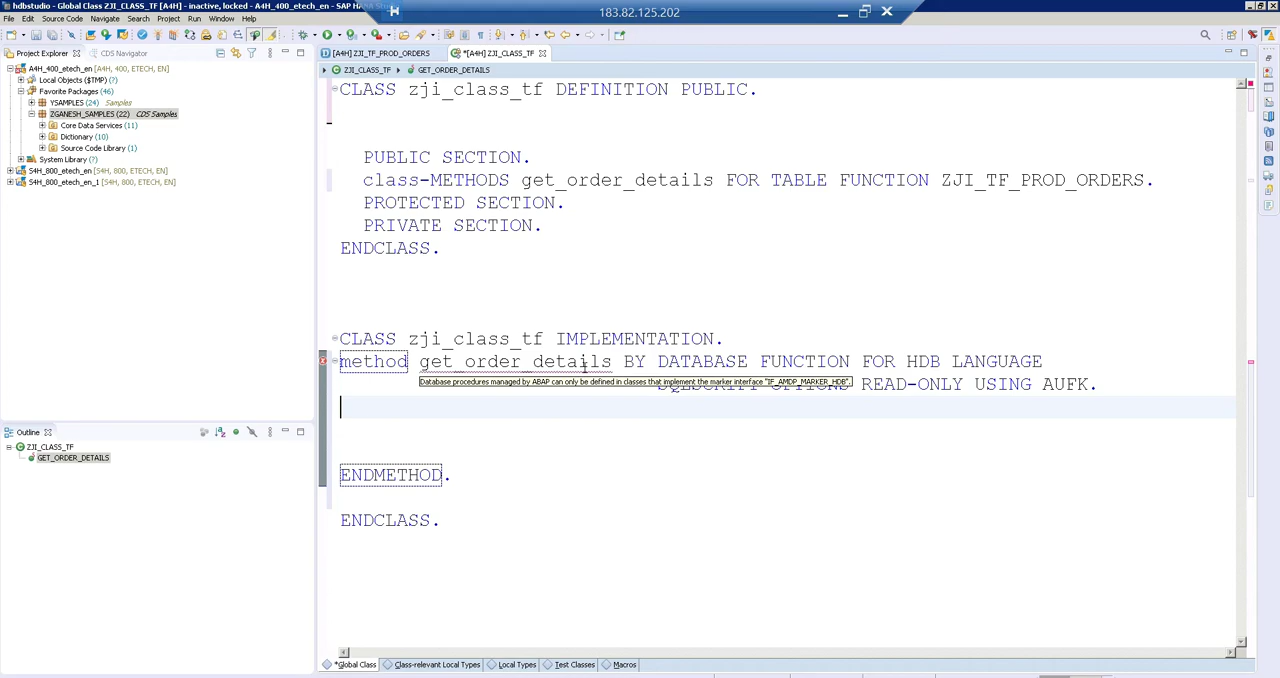 hdbstudio - Global Class ZJI_CLASS_TF [A4H] - inactive, locked - A4H_400_etech_en - SAP HANA Studio
183.82.125.202
File Edit Source Code Navigate Search Project Run Window Help
Project Explorer
CDS Navigator
A4H_400_etech_en [A4H, 400, ETECH, EN]
Local Objects ($TMP) (?)
Favorite Packages (46)
YSAMPLES (24) Samples
ZGANESH_SAMPLES (22) CDS Samples
Core Data Services (11)
Dictionary (10)
Source Code Library (1)
System Library (?)
S4H_800_etech_en [S4H, 800, ETECH, EN]
S4H_800_etech_en_1 [S4H, 800, ETECH, EN]
Outline
ZJI_CLASS_TF
GET_ORDER_DETAILS
[A4H] ZJI_TF_PROD_ORDERS
*[A4H] ZJI_CLASS_TF
ZJI_CLASS_TF
GET_ORDER_DETAILS
CLASS zji_class_tf DEFINITION PUBLIC.
PUBLIC SECTION.
class-METHODS get_order_details FOR TABLE FUNCTION ZJI_TF_PROD_ORDERS.
PROTECTED SECTION.
PRIVATE SECTION.
ENDCLASS.
CLASS zji_class_tf IMPLEMENTATION.
method get_order_details BY DATABASE FUNCTION FOR HDB LANGUAGE
Database procedures managed by ABAP can only be defined in classes that implement the marker interface "IF_AMDP_MARKER_HDB".
SQLSCRIPT OPTIONS READ-ONLY USING AUFK.
ENDMETHOD.
ENDCLASS.
*Global Class
Class-relevant Local Types
Local Types
Test Classes
Macros